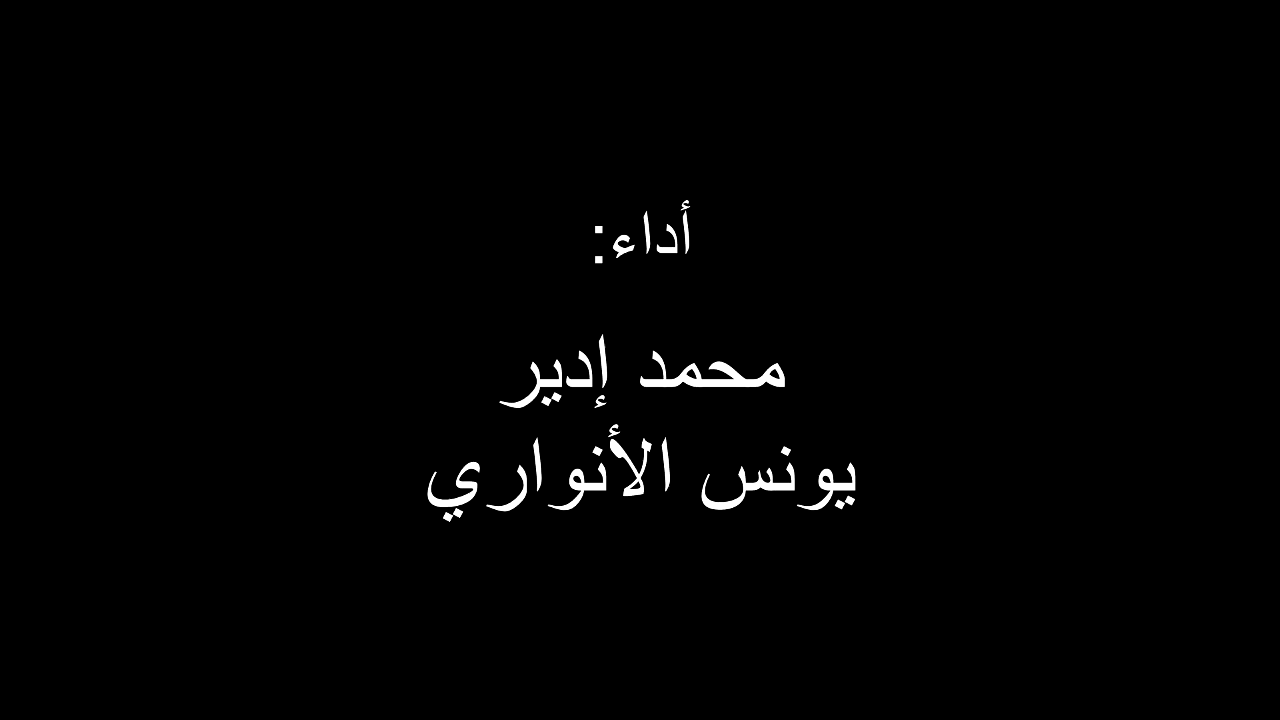 أداء:
محمد إدير
يونس الأنواري